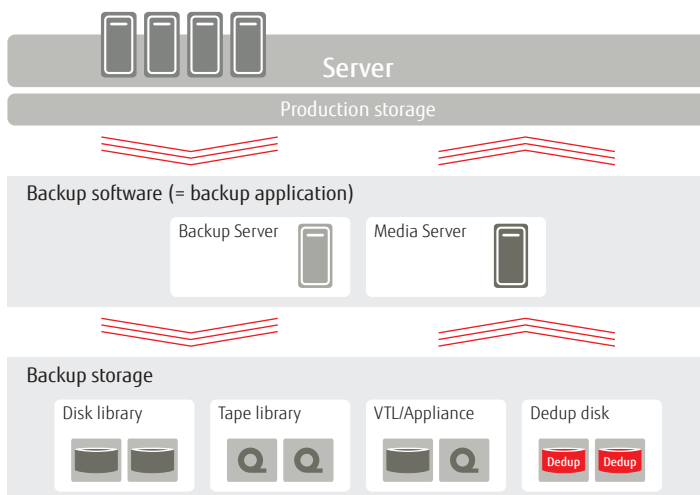 Server
Production storage
Backup software (= backup application)
Backup Server
Media Server
Backup storage
Disk library
Tape library
VTL/Appliance
Dedup disk
Dedup
Dedup